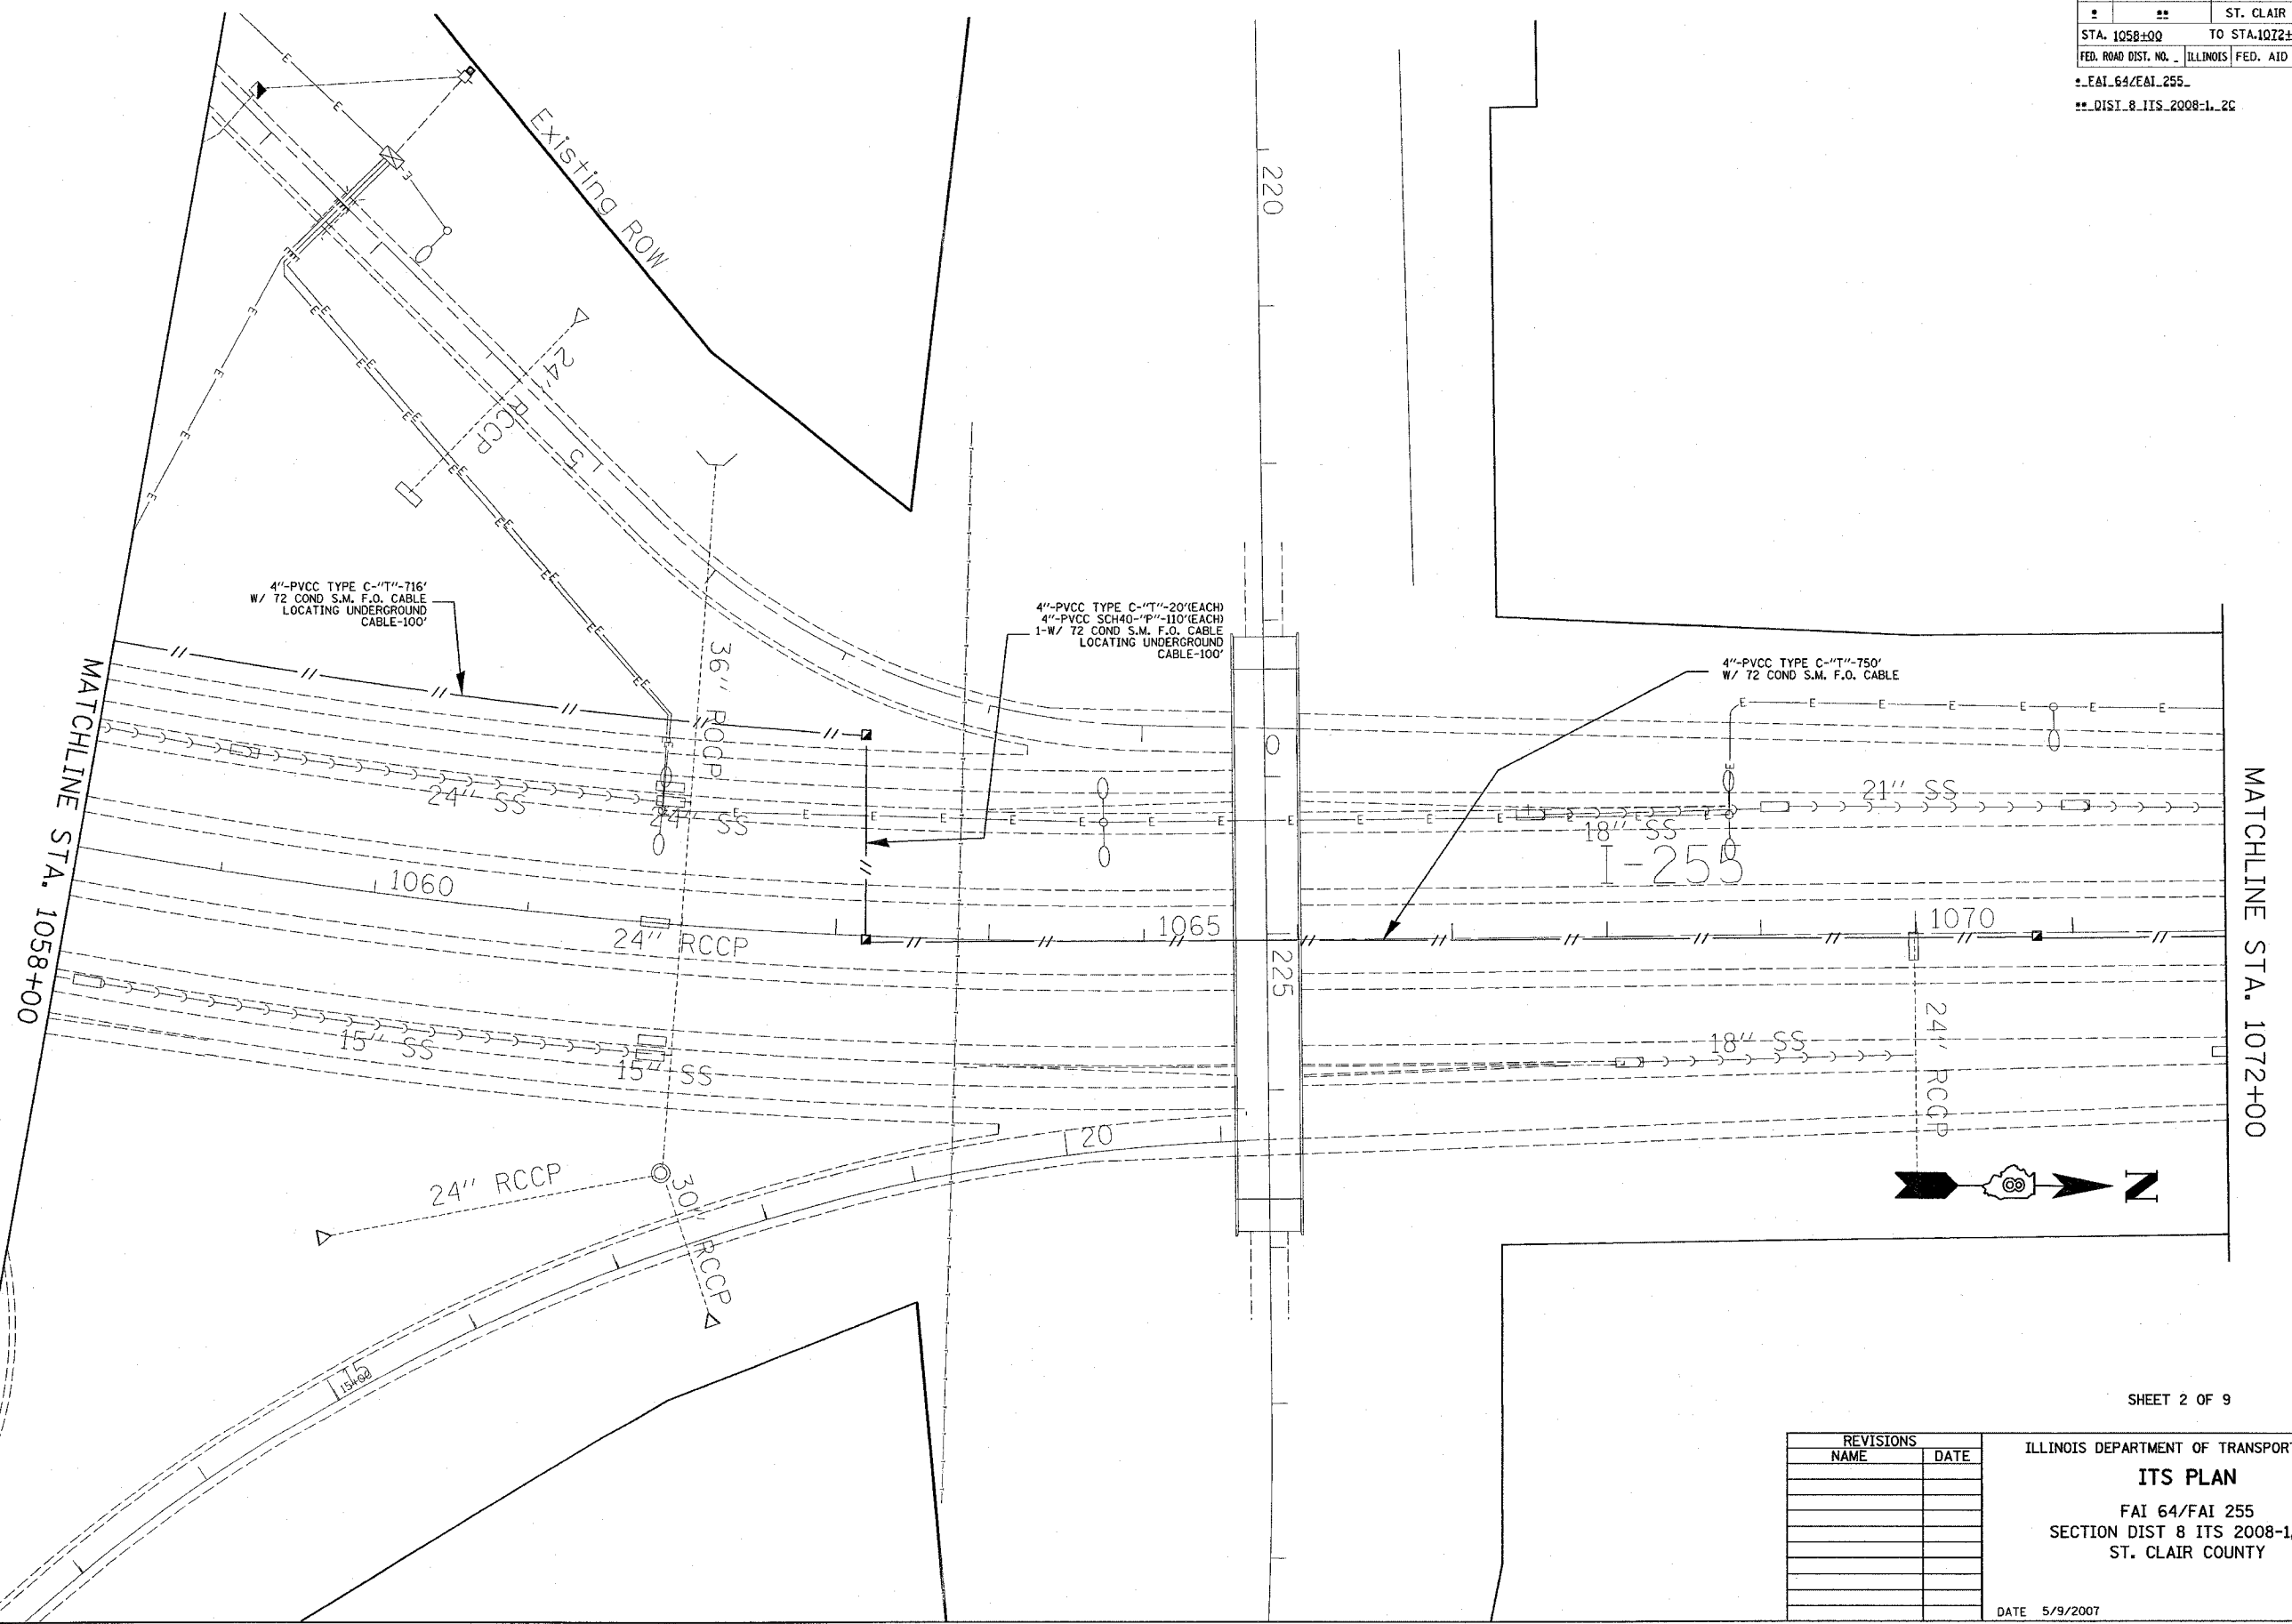 ST. CLAIR
STA. 1058+00 TO STA.1072+
FED. ROAD DIST. NO. _ ILLINOIS FED. AID
* FAI 64/FAI 255
** DIST 8 ITS 2008-1, 2C
Existing ROW
220
24'' RCCP
5
4''-PVCC TYPE C-"T"-716'
W/ 72 COND S.M. F.O. CABLE
LOCATING UNDERGROUND
CABLE-100'
4''-PVCC TYPE C-"T"-20'(EACH)
4''-PVCC SCH40-"P"-110'(EACH)
1-W/ 72 COND S.M. F.O. CABLE
LOCATING UNDERGROUND
CABLE-100'
36'' RCCP
4''-PVCC TYPE C-"T"-750'
W/ 72 COND S.M. F.O. CABLE
MATCHLINE STA. 1058+00
MATCHLINE STA. 1072+00
0
24'' SS
24'' SS
21'' SS
18'' SS
I-255
1060
1065
1070
24'' RCCP
225
15'' SS
15'' SS
18'' SS
24'' RCCP
20
24'' RCCP
30'' RCCP
N
15
15+00
SHEET 2 OF 9
REVISIONS
NAME DATE
ILLINOIS DEPARTMENT OF TRANSPOR
ITS PLAN
FAI 64/FAI 255
SECTION DIST 8 ITS 2008-1,
ST. CLAIR COUNTY
DATE 5/9/2007